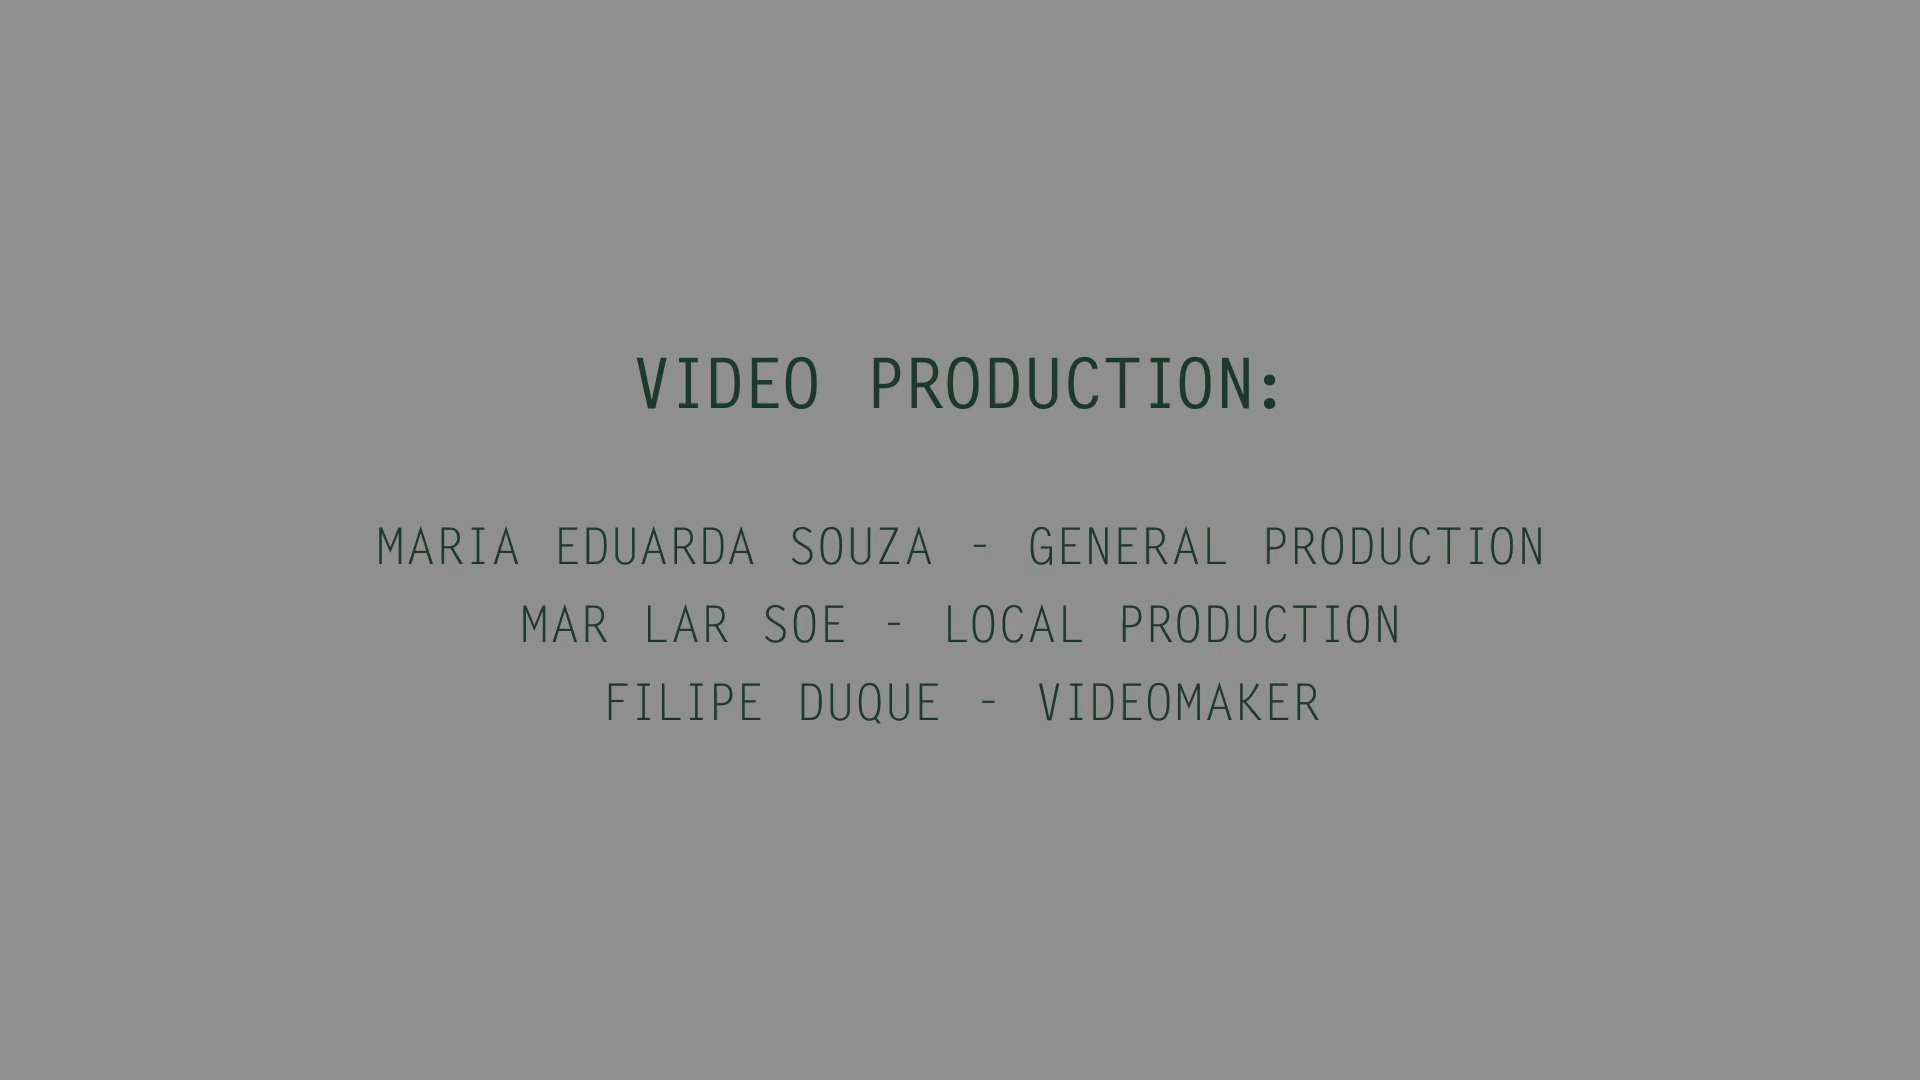 VIDEO PRODUCTION:
MARIA EDUARDA SOUZA - GENERAL PRODUCTION
MAR LAR SOE - LOCAL PRODUCTION
FILIPE DUQUE - VIDEOMAKER